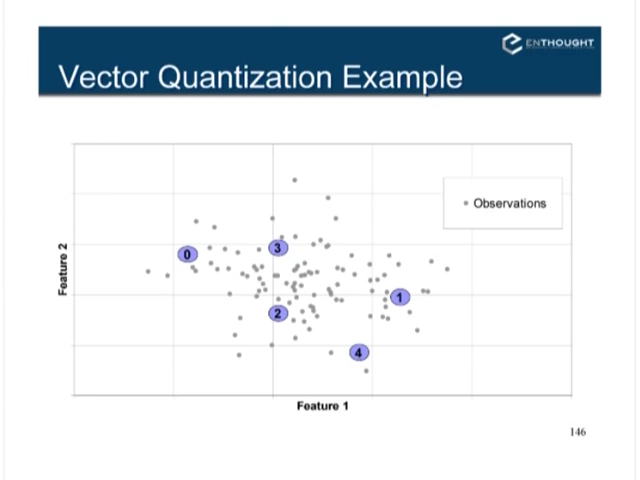 ENTHOUGHT
Vector Quantization Example
Observations
Feature 2
0
3
1
2
4
Feature 1
146